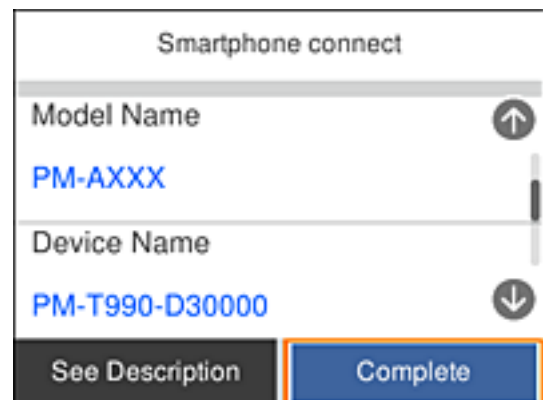 Smartphone connect
Model Name
PM-AXXX
Device Name
PM-T990-D30000
See Description
Complete